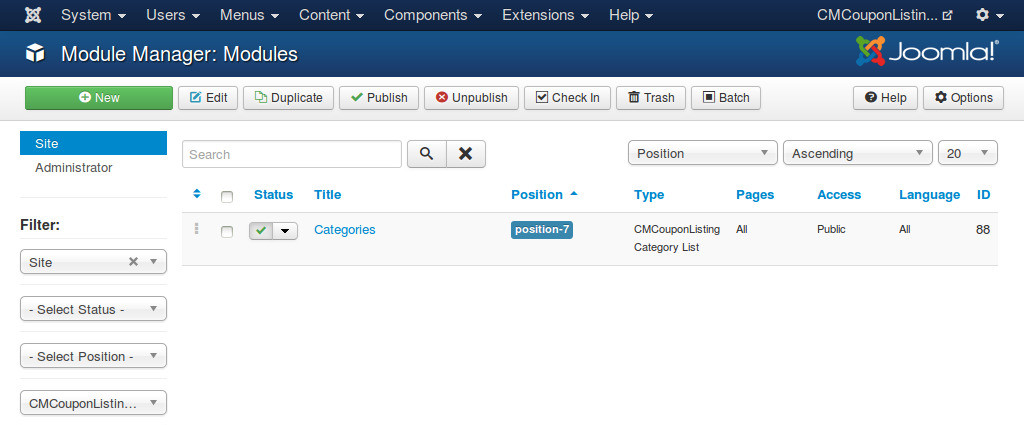 System Users Menus Content Components Extensions Help CMCouponListin...
Module Manager: Modules Joomla!®
New Edit Duplicate Publish Unpublish Check In Trash Batch Help Options
Site
Administrator
Search Position Ascending 20
Status Title Position Type Pages Access Language ID
Categories position-7 CMCouponListing All Public All 88
Category List
Filter:
Site
- Select Status -
- Select Position -
CMCouponListin...